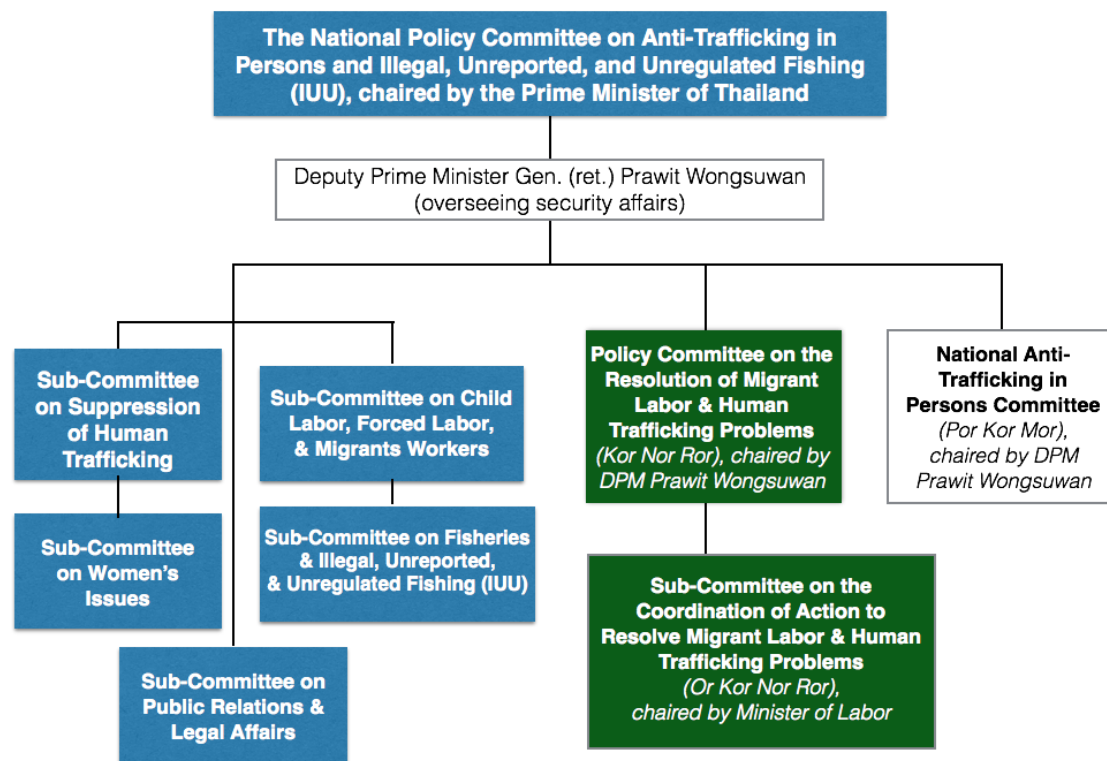 The National Policy Committee on Anti-Trafficking in
Persons and Illegal, Unreported, and Unregulated Fishing
(IUU), chaired by the Prime Minister of Thailand
Deputy Prime Minister Gen. (ret.) Prawit Wongsuwan
(overseeing security affairs)
Sub-Committee
on Suppression
of Human
Trafficking
Sub-Committee on Child
Labor, Forced Labor,
& Migrants Workers
Policy Committee on the
Resolution of Migrant
Labor & Human
Trafficking Problems
(Kor Nor Ror), chaired by
DPM Prawit Wongsuwan
National Anti-
Trafficking in
Persons Committee
(Por Kor Mor),
chaired by DPM
Prawit Wongsuwan
Sub-Committee
on Women's
Issues
Sub-Committee on Fisheries
& Illegal, Unreported,
& Unregulated Fishing (IUU)
Sub-Committee on the
Coordination of Action to
Resolve Migrant Labor & Human
Trafficking Problems
(Or Kor Nor Ror),
chaired by Minister of Labor
Sub-Committee on
Public Relations &
Legal Affairs